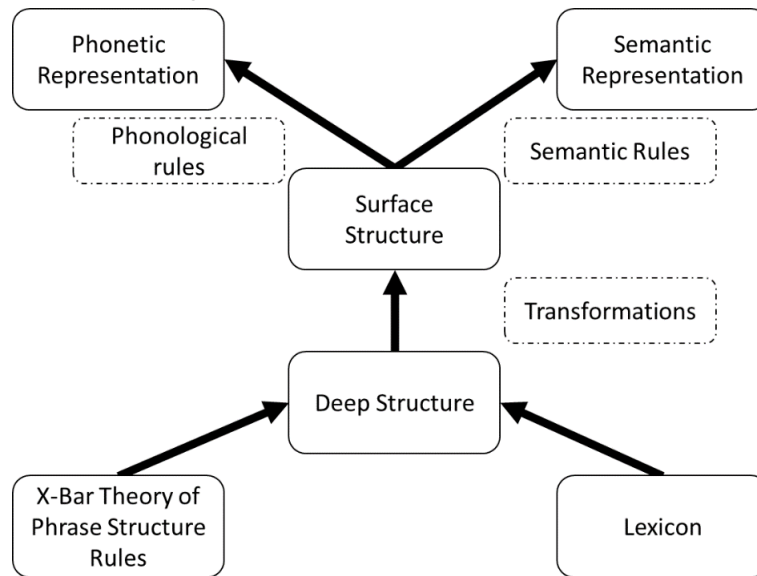 Phonetic
Representation
Semantic
Representation
Phonological
rules
Semantic Rules
Surface
Structure
Transformations
Deep Structure
X-Bar Theory of
Phrase Structure
Rules
Lexicon